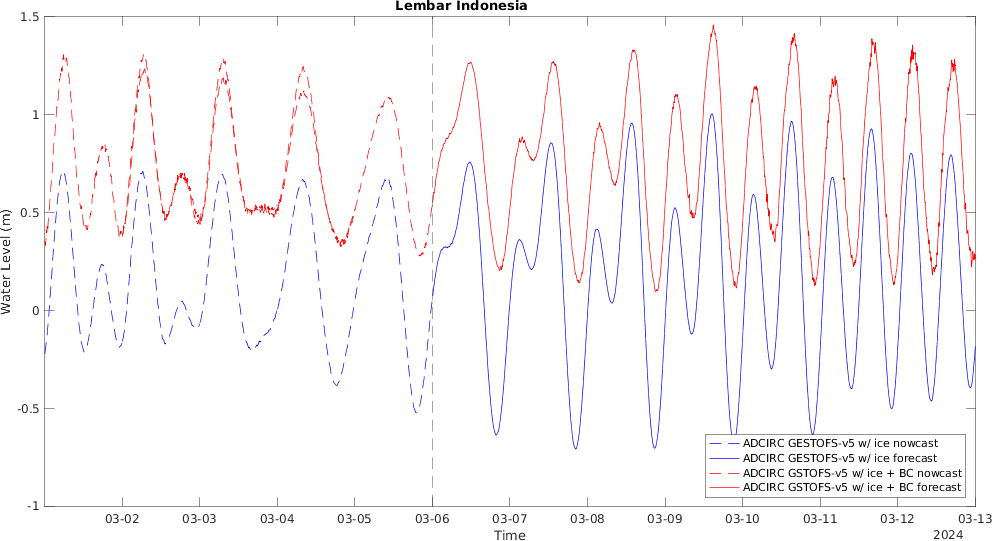 Lembar Indonesia
1.5
1
0.5
0
-0.5
-1
Water Level (m)
ADCIRC GESTOFS-v5 w/ ice nowcast
ADCIRC GESTOFS-v5 w/ ice forecast
ADCIRC GSTOFS-v5 w/ ice + BC nowcast
ADCIRC GSTOFS-v5 w/ ice + BC forecast
03-02 03-03 03-04 03-05 03-06 03-07 03-08 03-09 03-10 03-11 03-12 03-13
Time
2024